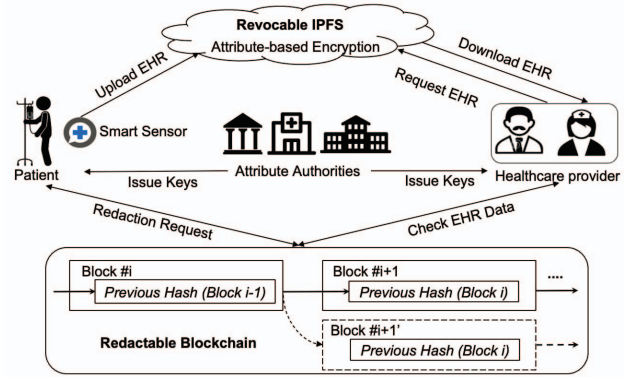 Revocable IPFS
Attribute-based Encryption
Upload EHR
Download EHR
Request EHR
Smart Sensor
Patient
Attribute Authorities
Healthcare provider
Issue Keys
Issue Keys
Redaction Request
Check EHR Data
Block #i
Previous Hash (Block i-1)
Block #i+1
Previous Hash (Block i)
....
Block #i+1'
Previous Hash (Block i)
Redactable Blockchain